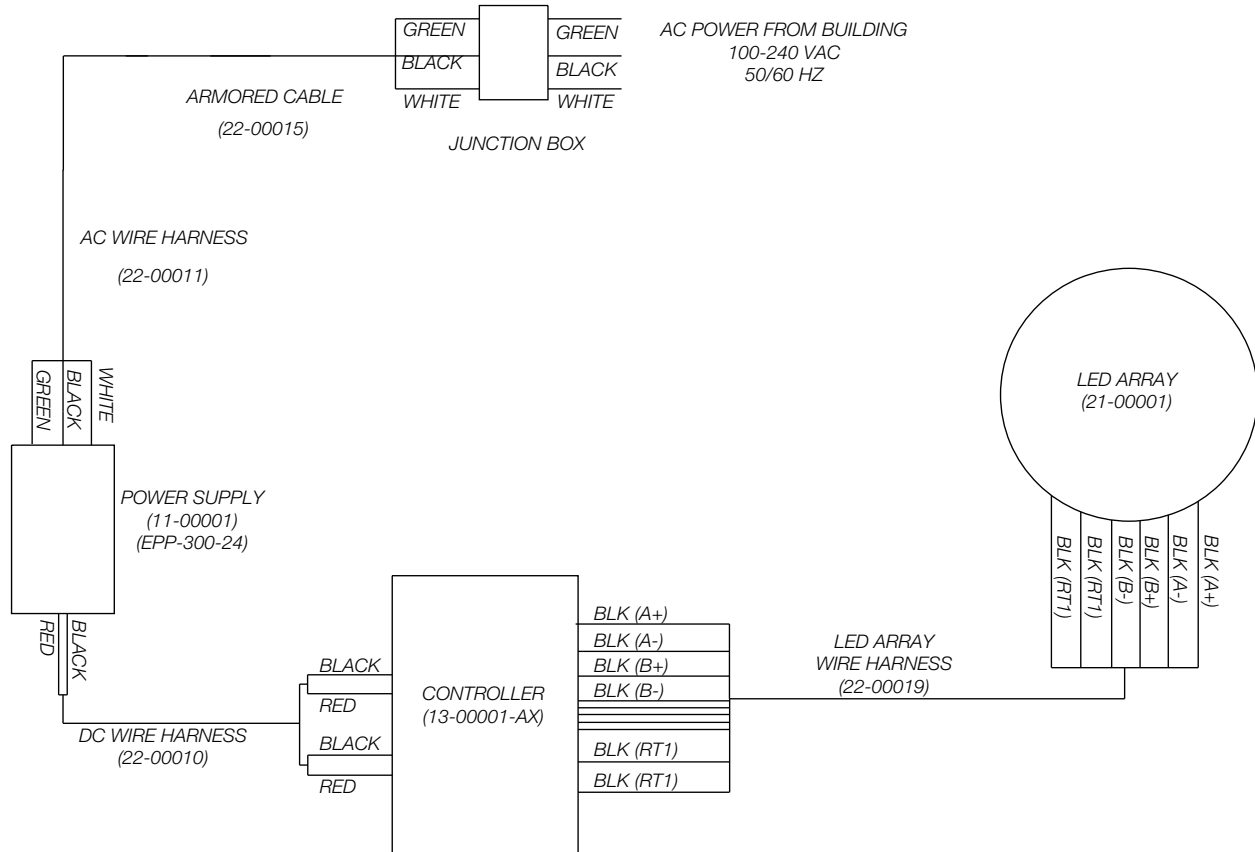 GREEN
GREEN
AC POWER FROM BUILDING
100-240 VAC
50/60 HZ
BLACK
BLACK
WHITE
WHITE
ARMORED CABLE
(22-00015)
JUNCTION BOX
AC WIRE HARNESS
(22-00011)
GREEN
BLACK
WHITE
POWER SUPPLY
(11-00001)
(EPP-300-24)
RED
BLACK
DC WIRE HARNESS
(22-00010)
BLACK
RED
BLACK
RED
CONTROLLER
(13-00001-AX)
BLK (A+)
BLK (A-)
BLK (B+)
BLK (B-)
BLK (RT1)
BLK (RT1)
LED ARRAY
WIRE HARNESS
(22-00019)
LED ARRAY
(21-00001)
BLK (RT1)
BLK (RT1)
BLK (B-)
BLK (B+)
BLK (A-)
BLK (A+)